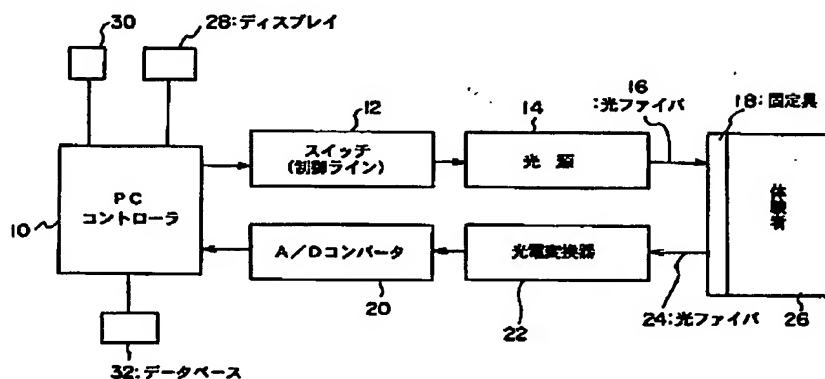 30
28:ディスプレイ
12
スイッチ
(制御ライン)
14
光 源
16
:光ファイバ
18:固定具
PC
コントローラ
10
A/Dコンバータ
20
光電変換器
22
体験者
24:光ファイバ
26
32:データベース